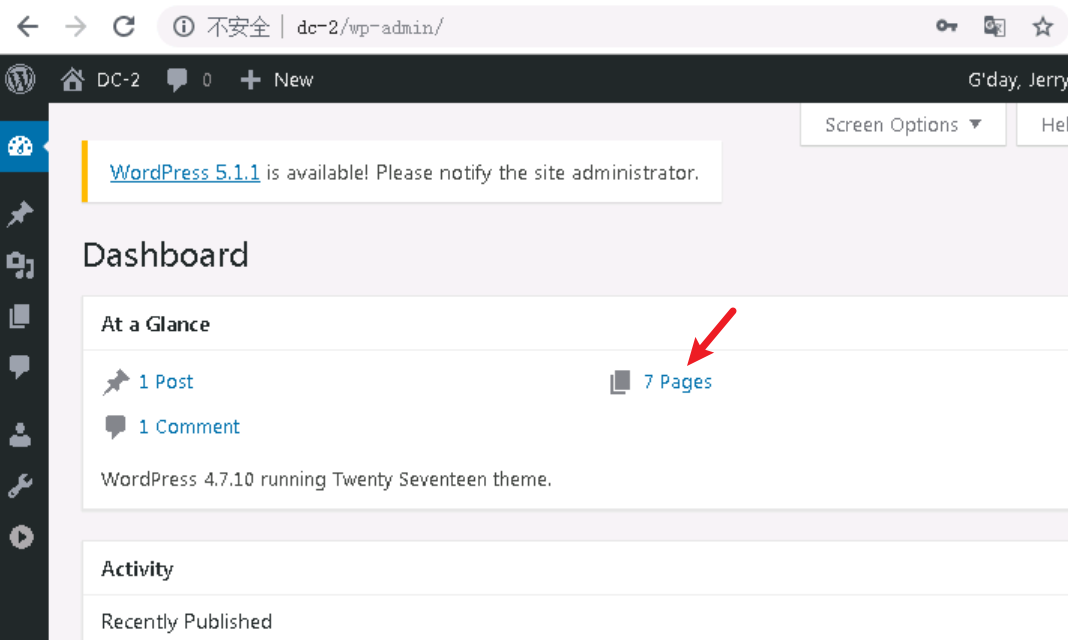 不安全 | dc-2/wp-admin/
DC-2 0 New G'day, Jerry
Screen Options Hel
WordPress 5.1.1 is available! Please notify the site administrator.
Dashboard
At a Glance
1 Post 7 Pages
1 Comment
WordPress 4.7.10 running Twenty Seventeen theme.
Activity
Recently Published